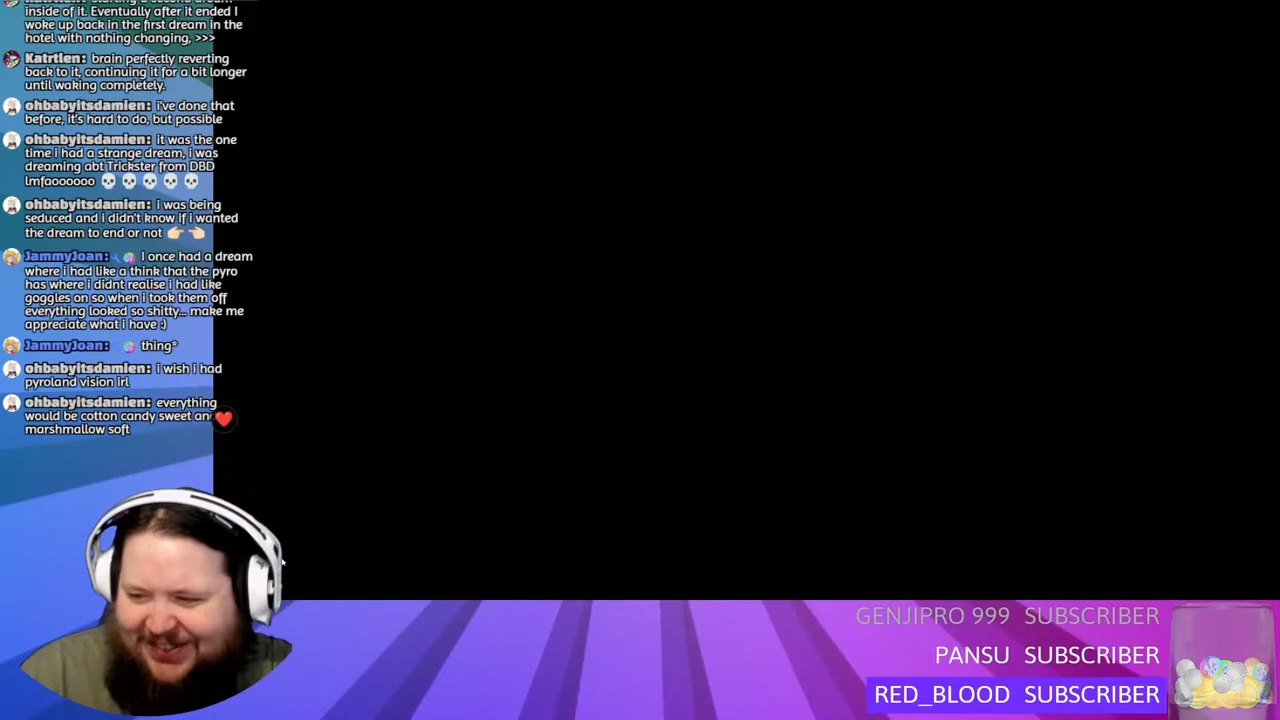 inside of it. Eventually after it ended I
woke up back in the first dream in the
hotel with nothing changing, >>>
Katrtlen: brain perfectly reverting
back to it, continuing it for a bit longer
until waking completely.
ohbabyitsdamien: i've done that
before, it's hard to do, but possible
ohbabyitsdamien: it was the one
time i had a strange dream, i was
dreaming abt Trickster from DBD
lmfaoooooo 💀 💀 💀 💀 💀
ohbabyitsdamien: i was being
seduced and i didn't know if i wanted
the dream to end or not 👉🏻 👈🏻
JammyJoan: I once had a dream
where i had like a think that the pyro
has where i didnt realise i had like
goggles on so when i took them off
everything looked so shitty... make me
appreciate what i have :)
JammyJoan: thing*
ohbabyitsdamien: i wish i had
pyroland vision irl
ohbabyitsdamien: everything
would be cotton candy sweet and
marshmallow soft
GENJIPRO 999 SUBSCRIBER
PANSU SUBSCRIBER
RED_BLOOD SUBSCRIBER